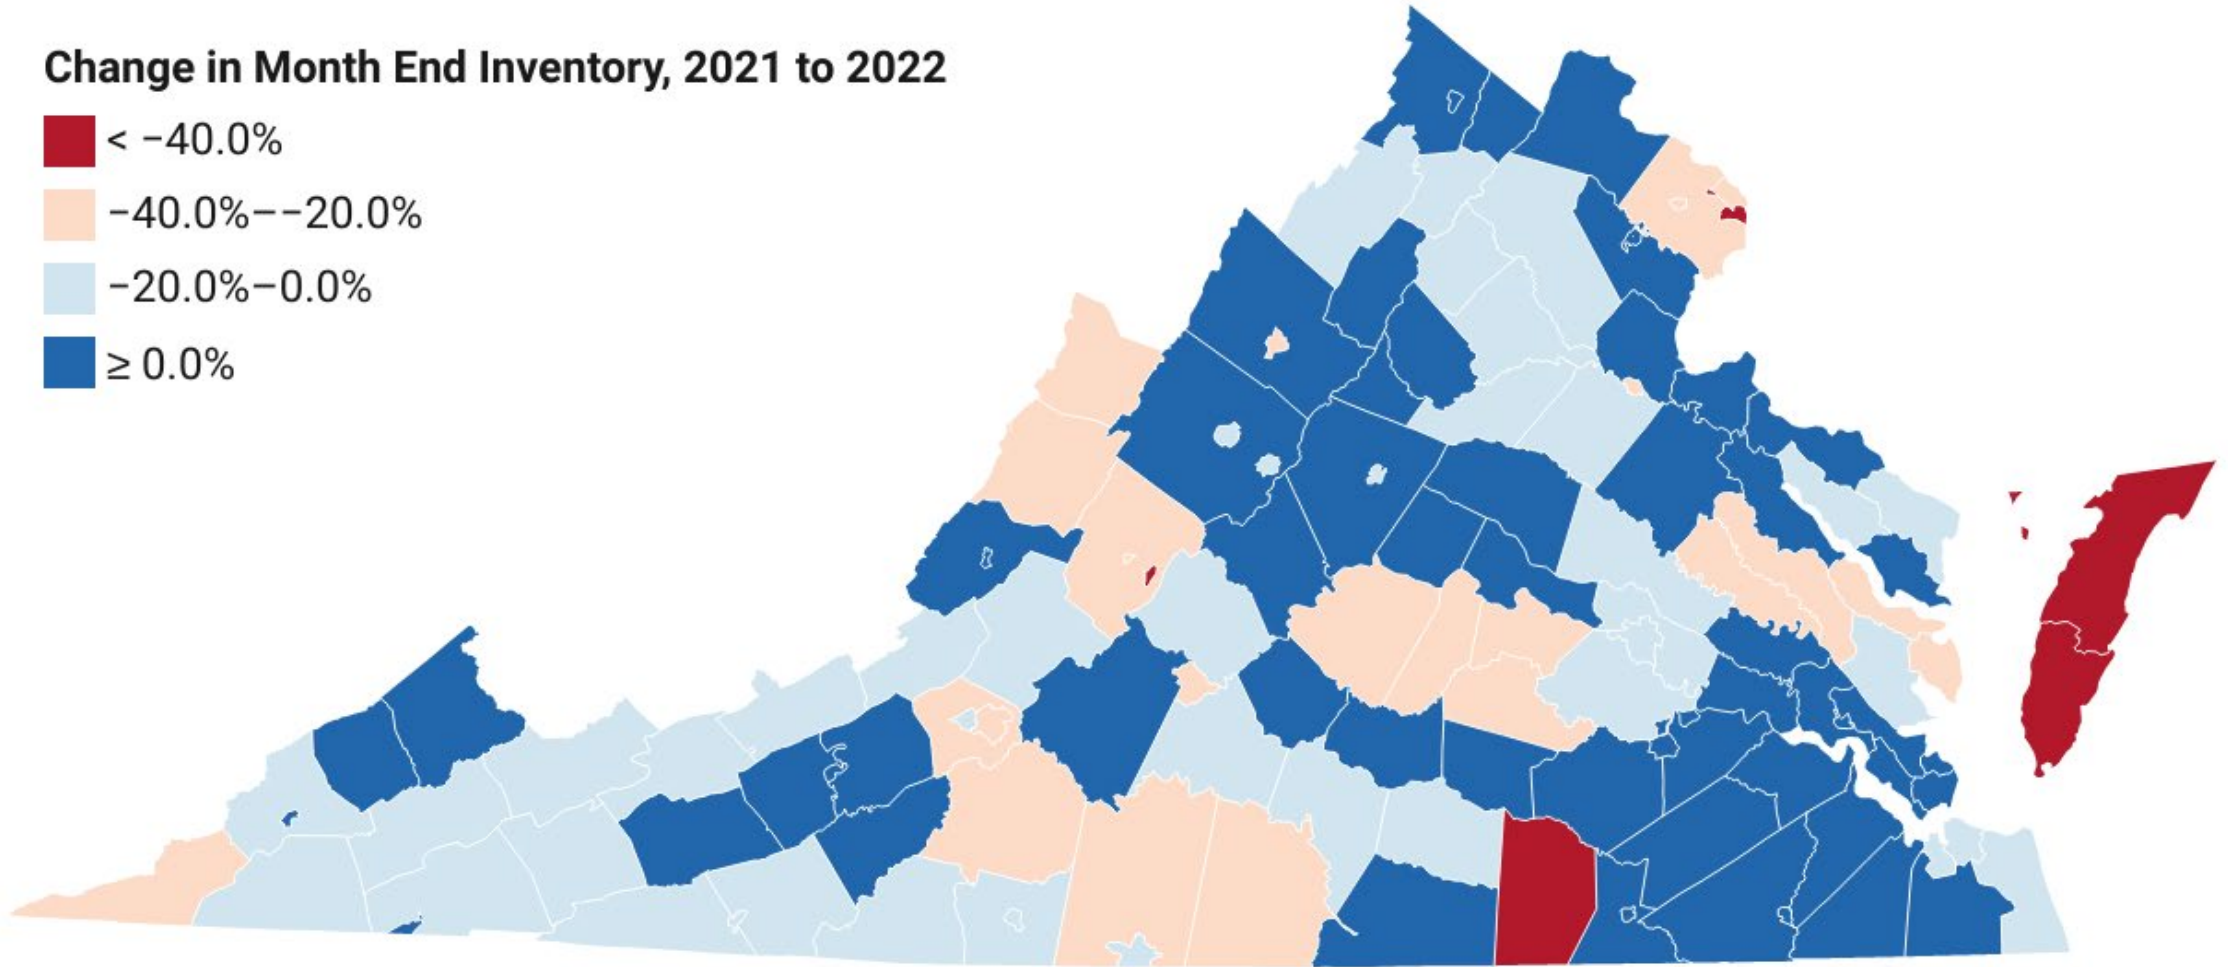 Change in Month End Inventory, 2021 to 2022
< −40.0%
−40.0%−−20.0%
−20.0%−0.0%
≥ 0.0%